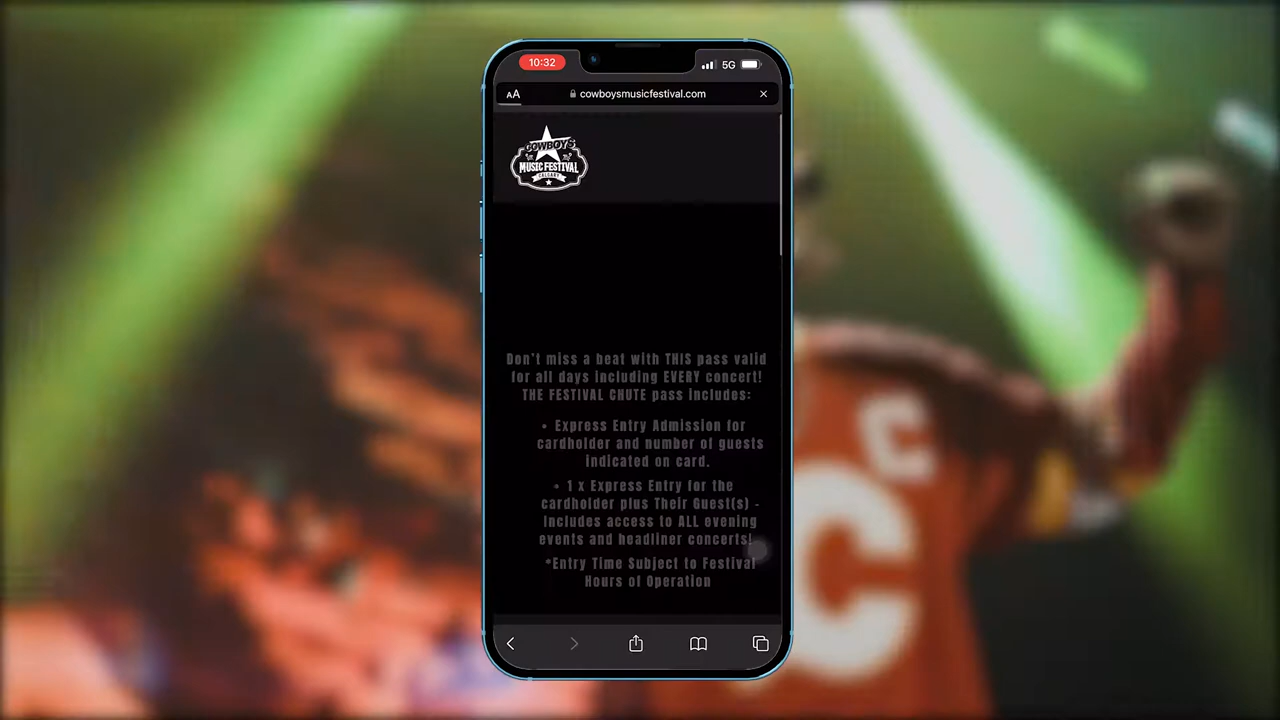 10:32
5G
AA
cowboysmusicfestival.com
COWBOYS
MUSIC FESTIVAL
CALGARY
Don't miss a beat with THIS pass valid
for all days including EVERY concert!
THE FESTIVAL CHUTE pass includes:
• Express Entry Admission for
cardholder and number of guests
indicated on card.
• 1 x Express Entry for the
cardholder plus Their Guest(s) -
Includes access to ALL evening
events and headliner concerts!
*Entry Time Subject to Festival
Hours of Operation
C
C